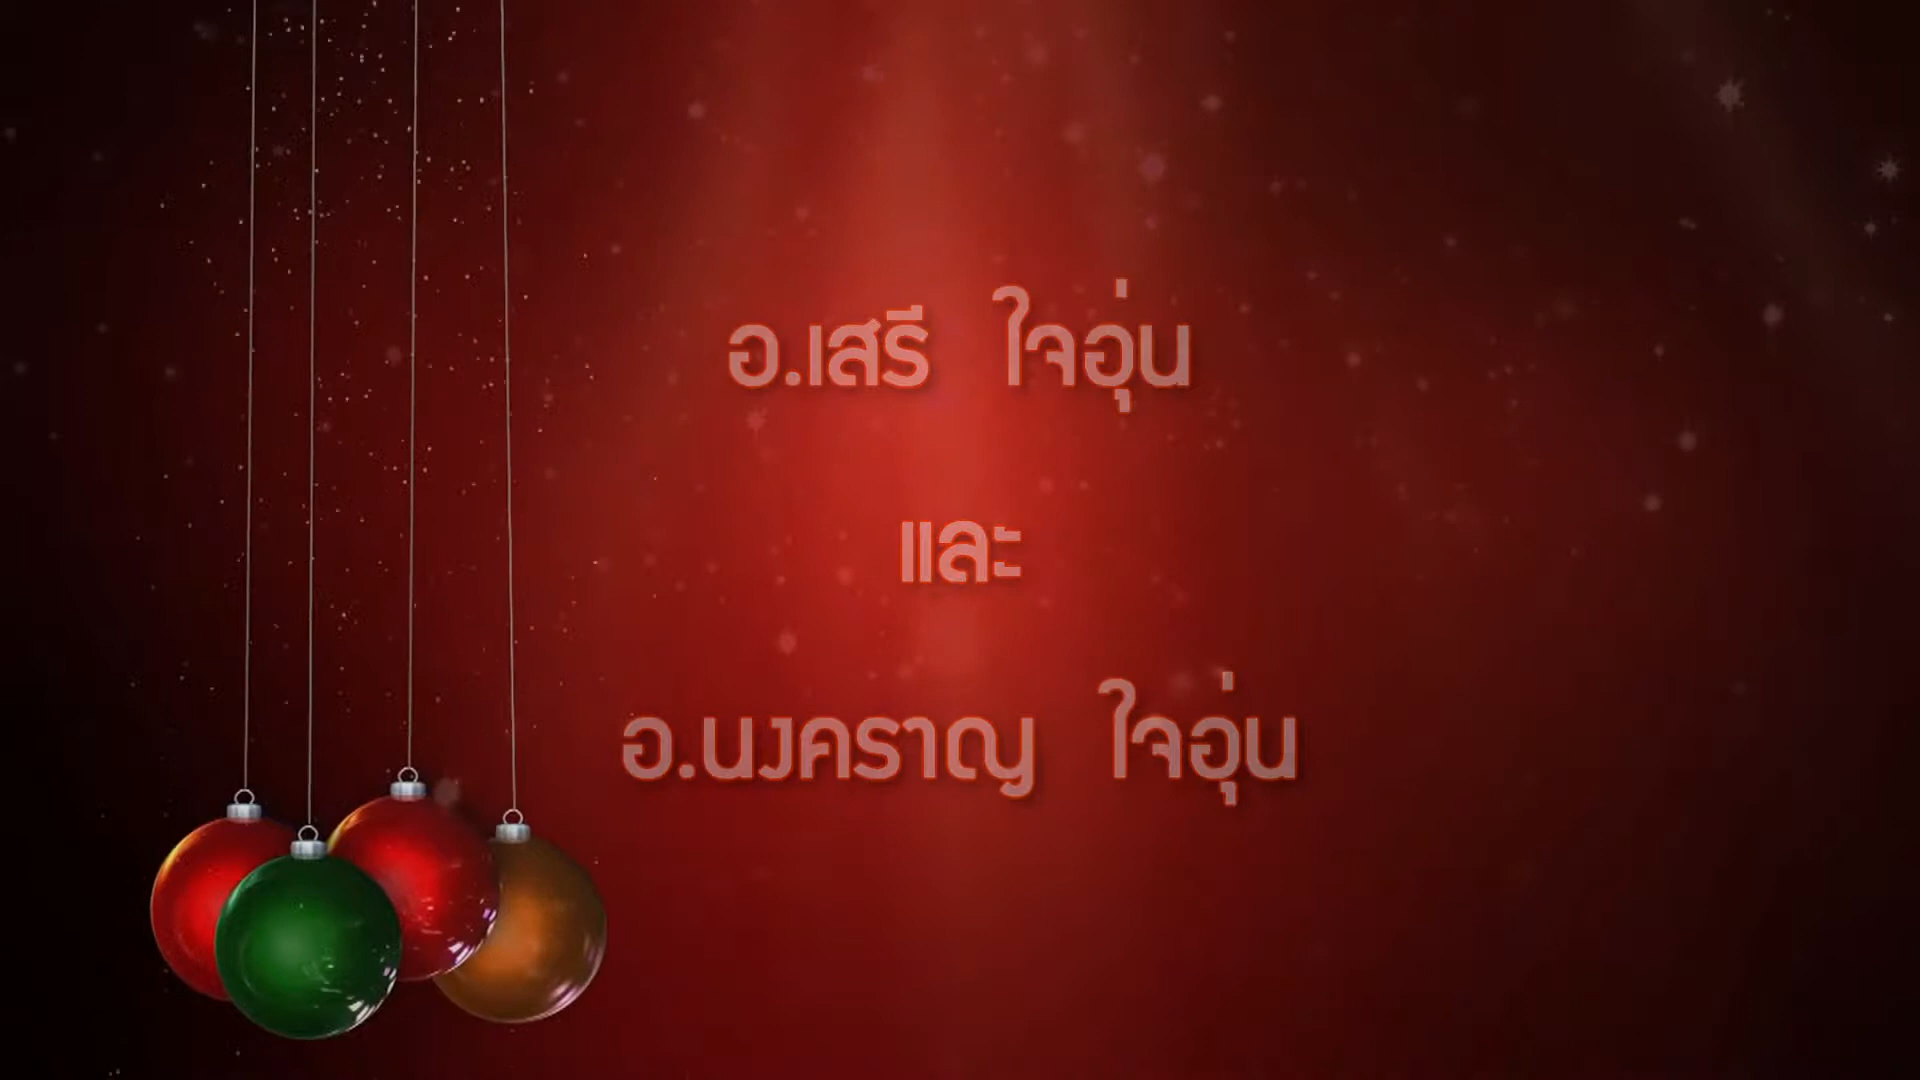 อ.เสรี ใจอุ่น
และ
อ.นงคราญ ใจอุ่น